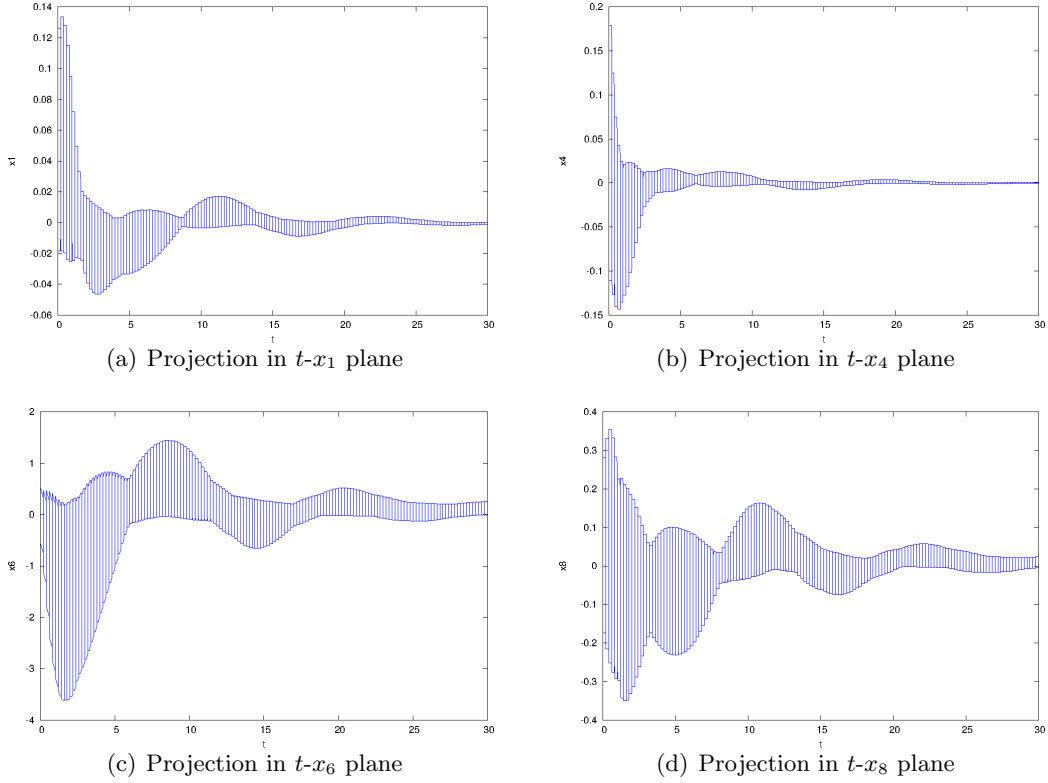 0.14
0.12
0.1
0.08
0.06
0.04
0.02
0
-0.02
-0.04
-0.06
x1
0 5 10 15 20 25 30
t
(a) Projection in t-x1 plane
0.2
0.15
0.1
0.05
0
-0.05
-0.1
-0.15
x4
0 5 10 15 20 25 30
t
(b) Projection in t-x4 plane
2
1
0
-1
-2
-3
-4
x6
0 5 10 15 20 25 30
t
(c) Projection in t-x6 plane
0.4
0.3
0.2
0.1
0
-0.1
-0.2
-0.3
-0.4
x8
0 5 10 15 20 25 30
t
(d) Projection in t-x8 plane